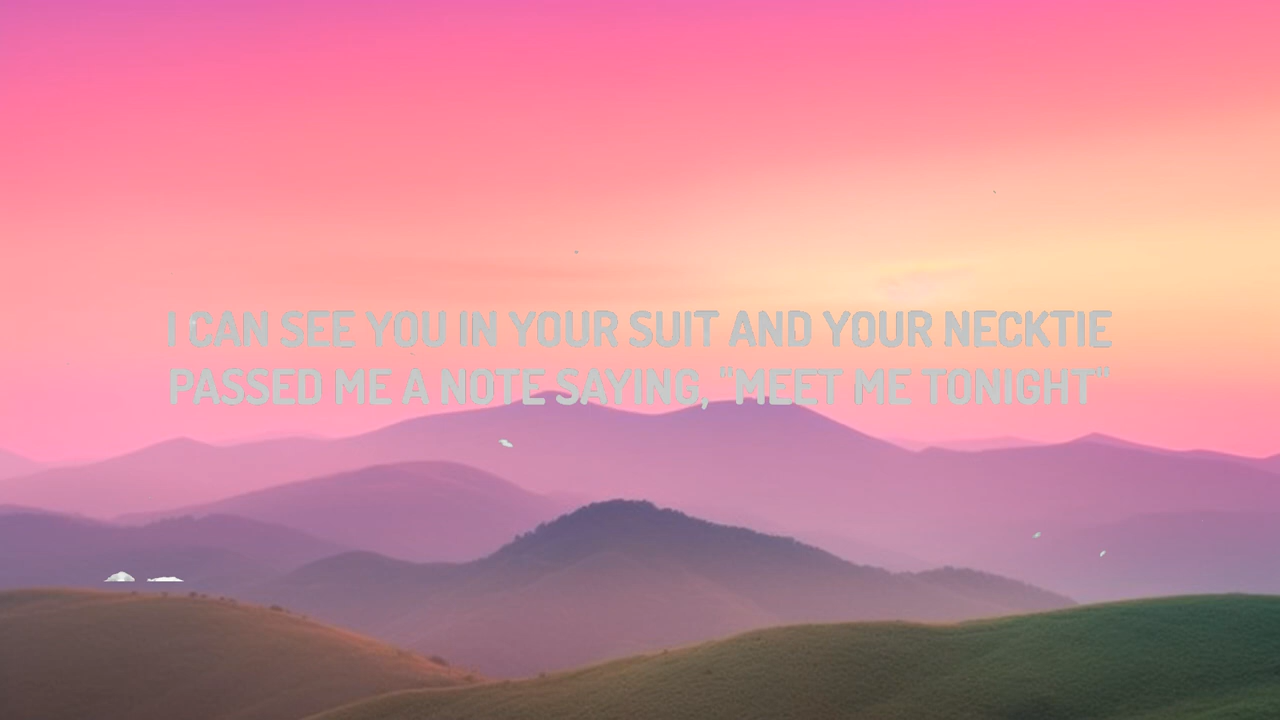 I CAN SEE YOU IN YOUR SUIT AND YOUR NECKTIE
PASSED ME A NOTE SAYING, "MEET ME TONIGHT"